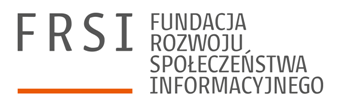 FRSI
FUNDACJA
ROZWOJU
SPOŁECZEŃSTWA
INFORMACYJNEGO